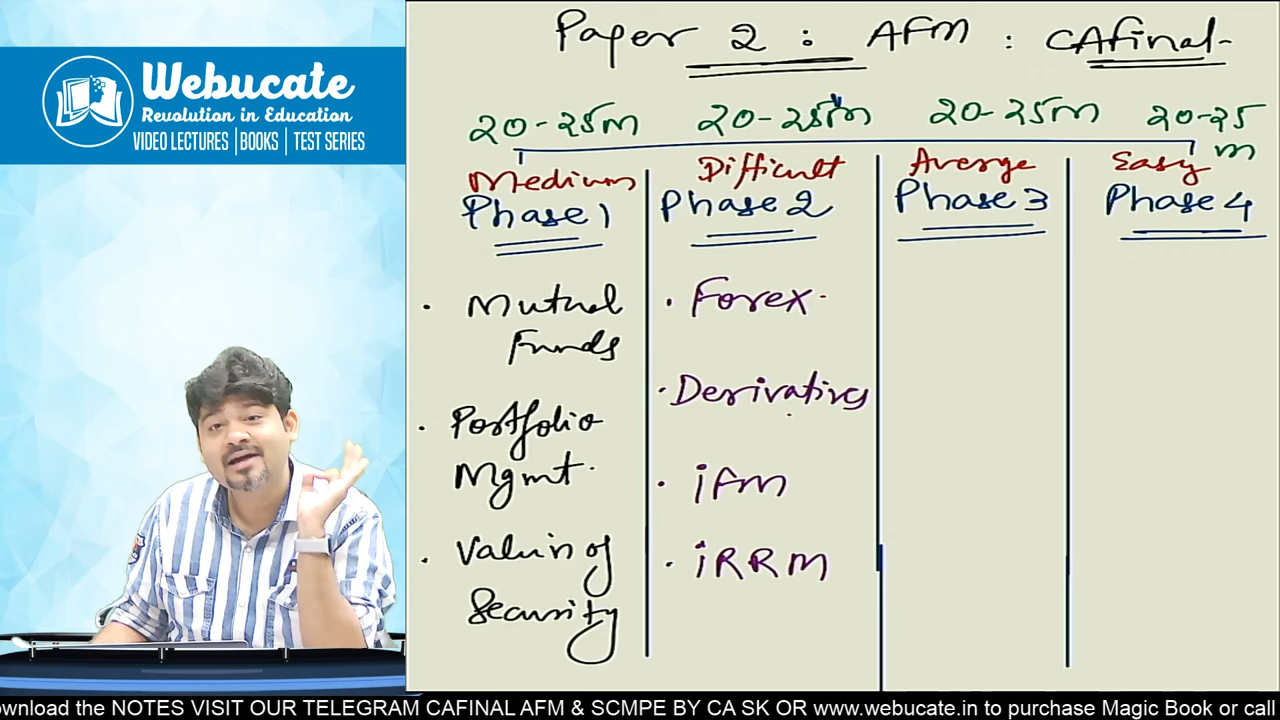 Webucate
Revolution in Education
VIDEO LECTURES | BOOKS | TEST SERIES
Paper 2 : AFM : CAfinal-
20-25m 20-25m 20-25m 20-25m
Medium Difficult Averge Easy
Phase 1 Phase 2 Phase 3 Phase 4
• Mutual
Funds
• Portfolio
Mgmt.
• Valu'n of
Security
• Forex.
• Derivatives
• iFM
• iRRM
ownload the NOTES VISIT OUR TELEGRAM CAFINAL AFM & SCMPE BY CA SK OR www.webucate.in to purchase Magic Book or call